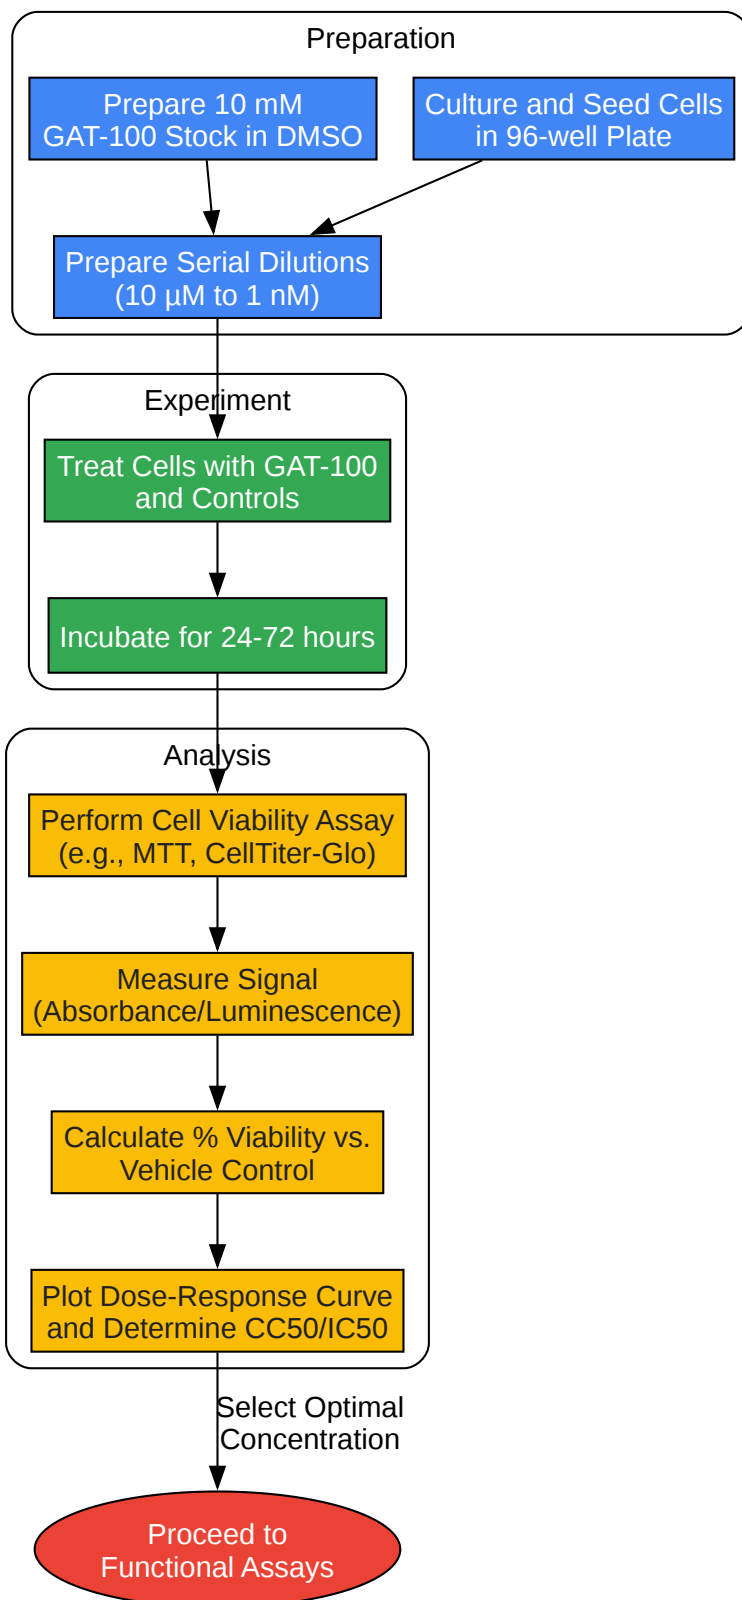 Preparation
Prepare 10 mM
GAT-100 Stock in DMSO
Culture and Seed Cells
in 96-well Plate
Prepare Serial Dilutions
(10 µM to 1 nM)
Experiment
Treat Cells with GAT-100
and Controls
Incubate for 24-72 hours
Analysis
Perform Cell Viability Assay
(e.g., MTT, CellTiter-Glo)
Measure Signal
(Absorbance/Luminescence)
Calculate % Viability vs.
Vehicle Control
Plot Dose-Response Curve
and Determine CC50/IC50
Select Optimal
Concentration
Proceed to
Functional Assays